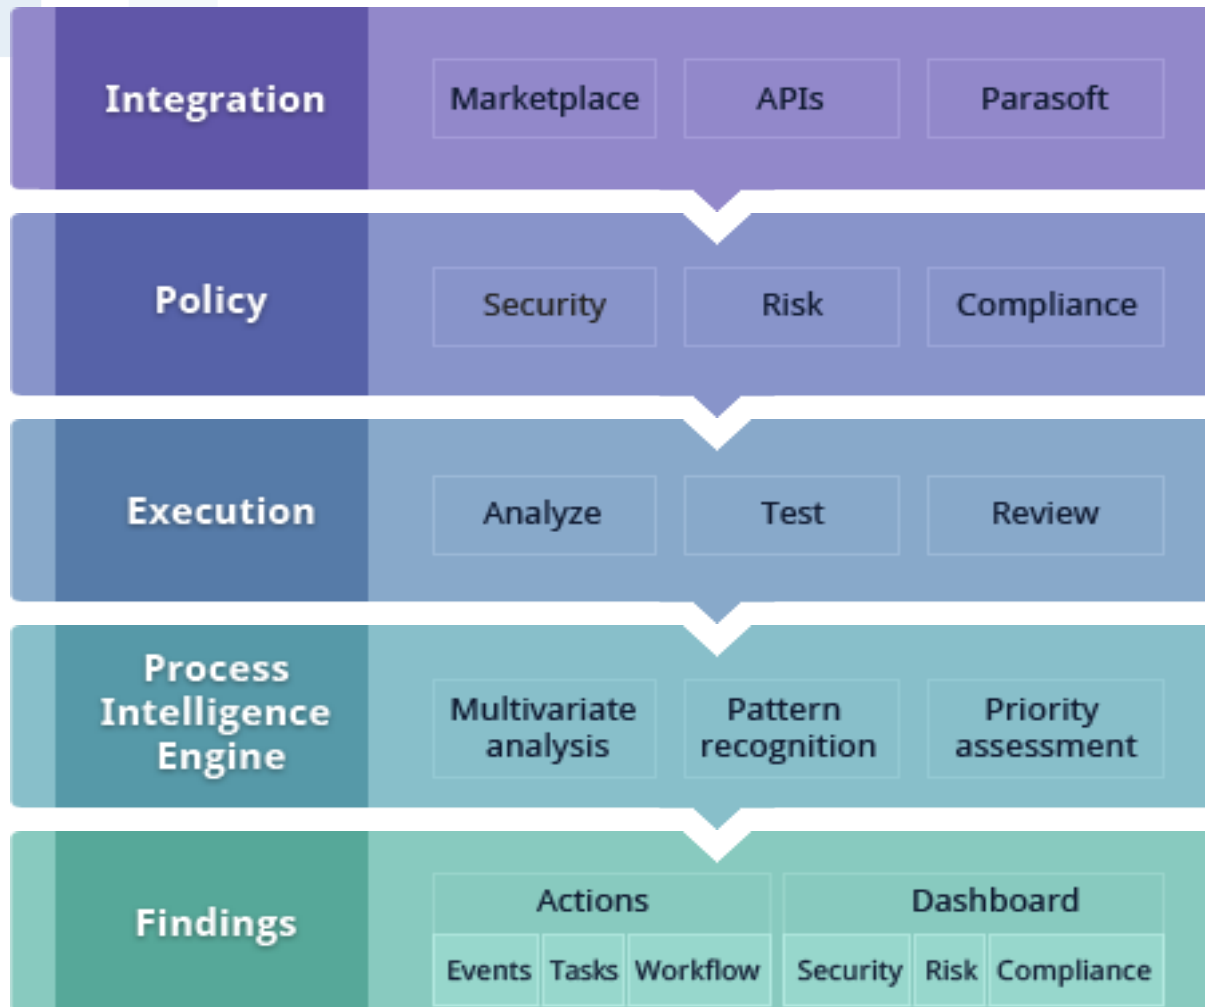 Integration
Marketplace
APIs
Parasoft
Policy
Security
Risk
Compliance
Execution
Analyze
Test
Review
Process
Intelligence
Engine
Multivariate
analysis
Pattern
recognition
Priority
assessment
Findings
Actions
Events
Tasks
Workflow
Dashboard
Security
Risk
Compliance